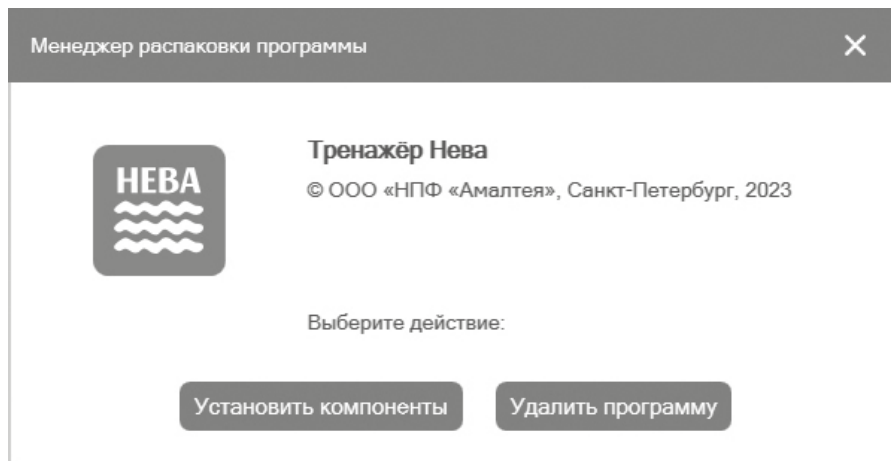 Менеджер распаковки программы
НЕВА
Тренажёр Нева
© ООО «НПФ «Амалтея», Санкт-Петербург, 2023
Выберите действие:
Установить компоненты
Удалить программу